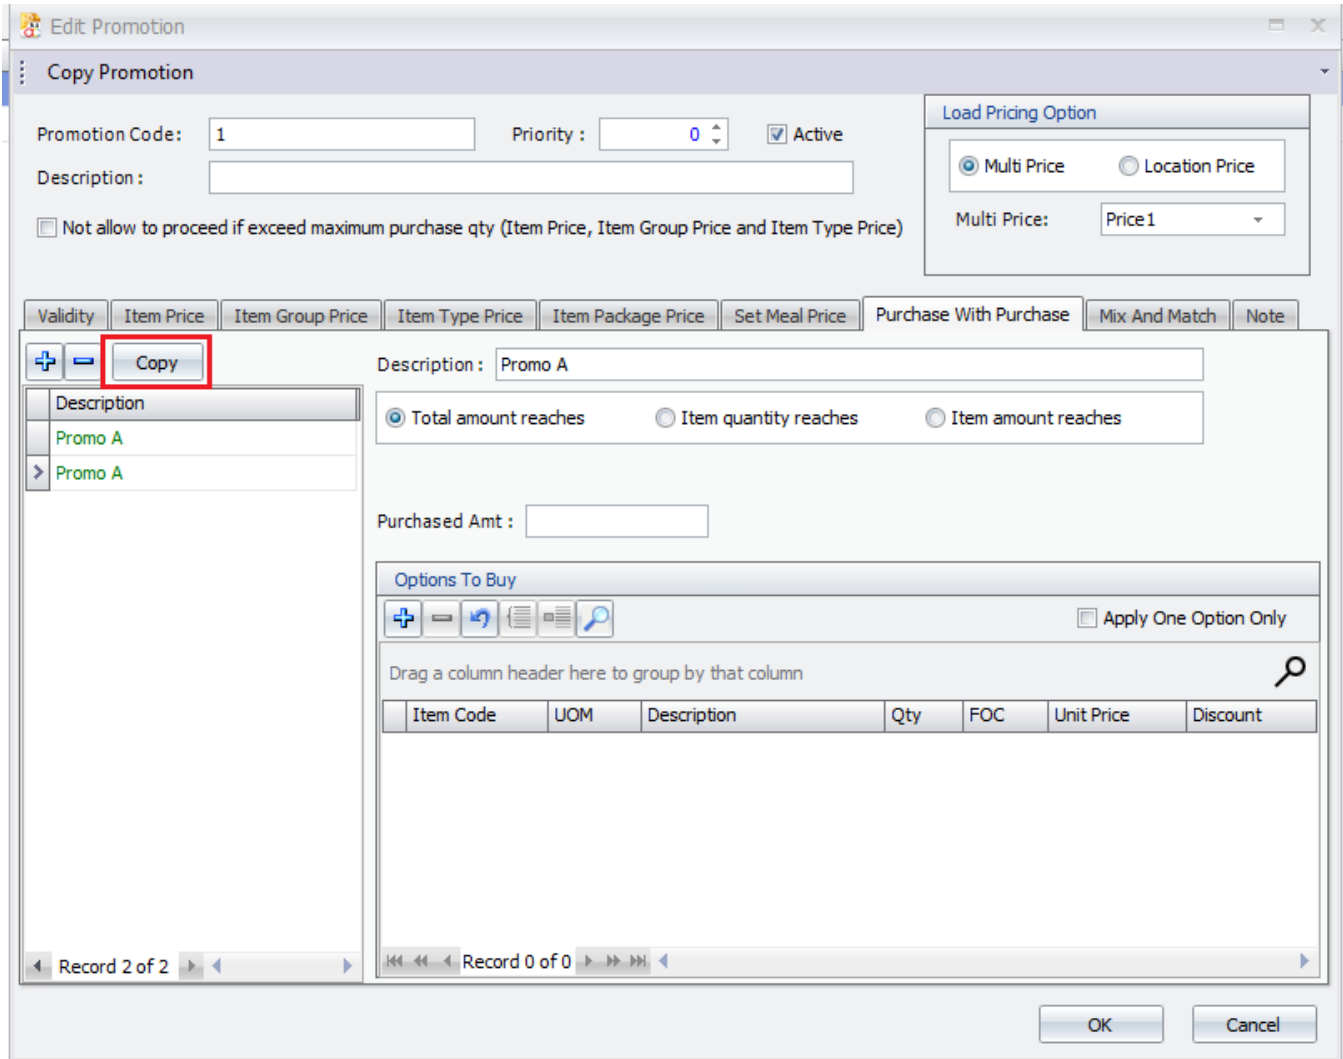 Edit Promotion
Copy Promotion
Load Pricing Option
Promotion Code: 1 Priority : 0 Active
Multi Price Location Price
Description :
Multi Price: Price1
Not allow to proceed if exceed maximum purchase qty (Item Price, Item Group Price and Item Type Price)
Validity Item Price Item Group Price Item Type Price Item Package Price Set Meal Price Purchase With Purchase Mix And Match Note
Copy
Description : Promo A
Description
Total amount reaches Item quantity reaches Item amount reaches
Promo A
Promo A
Purchased Amt :
Options To Buy
Apply One Option Only
Drag a column header here to group by that column
Item Code UOM Description Qty FOC Unit Price Discount
Record 2 of 2
Record 0 of 0
OK Cancel